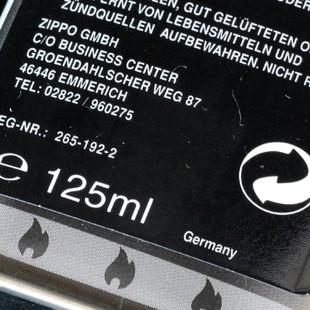 GUT GELÜFTETEN
ERNT VON LEBENSMITTELN UND
ZÜNDQUELLEN AUFBEWAHREN. NICHT
ZIPPO GMBH
C/O BUSINESS CENTER
GROENDAHLSCHER WEG 87
46446 EMMERICH
TEL: 02822 / 960275
EG-NR.: 265-192-2
℮ 125ml
Germany